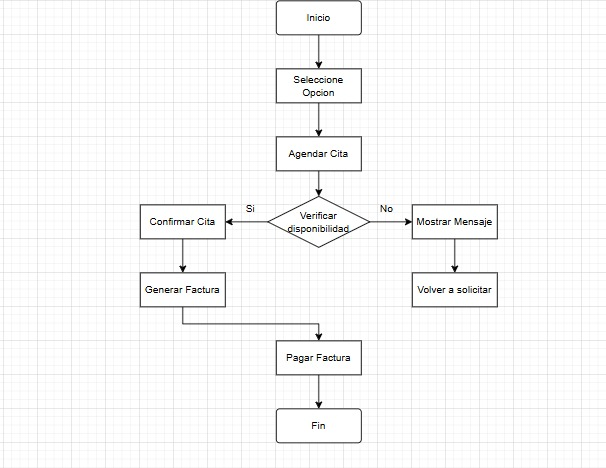 Inicio
Seleccione
Opcion
Agendar Cita
Si
No
Confirmar Cita
Verificar
disponibilidad
Mostrar Mensaje
Generar Factura
Volver a solicitar
Pagar Factura
Fin